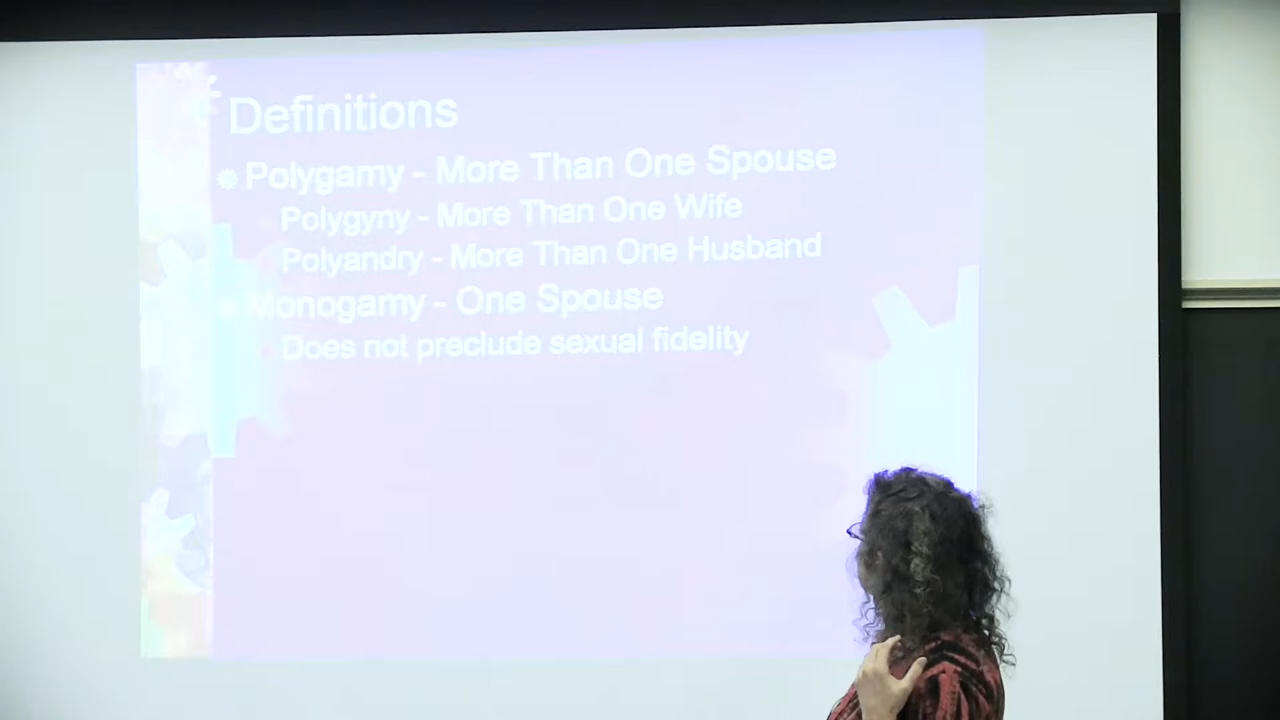 Definitions
Polygamy - More Than One Spouse
Polygyny - More Than One Wife
Polyandry - More Than One Husband
Monogamy - One Spouse
Does not preclude sexual fidelity